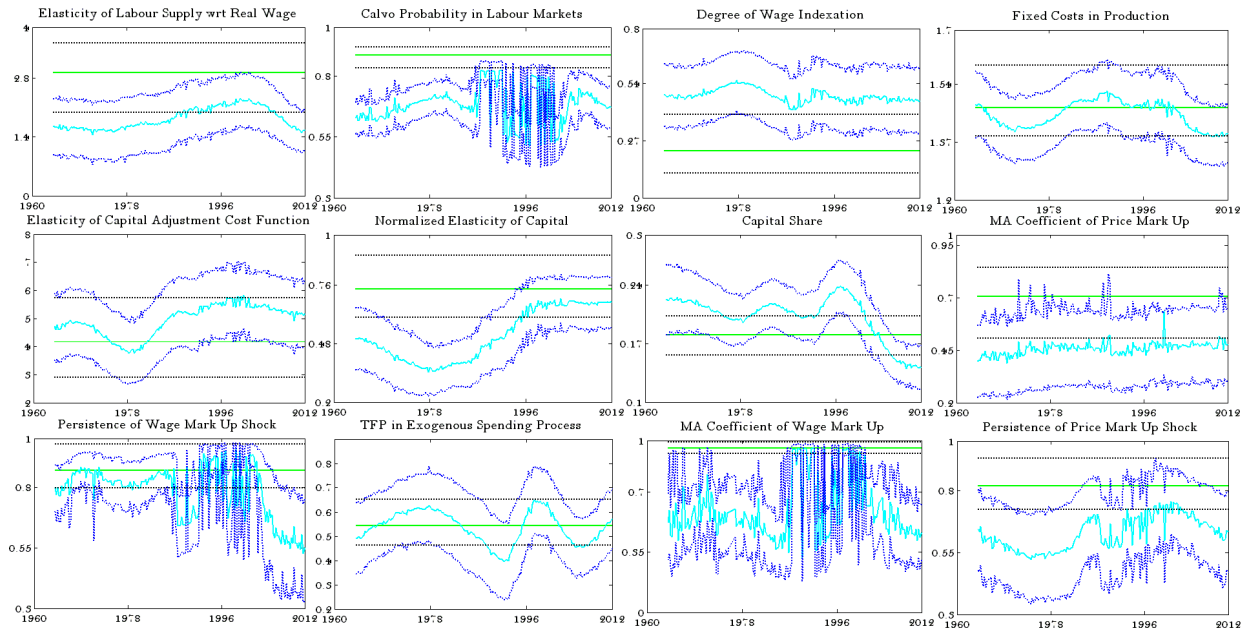 Elasticity of Labour Supply wrt Real Wage
4
2.8
1.4
0
1960 1978 1996 2012
Calvo Probability in Labour Markets
1
0.8
0.55
0.3
1960 1978 1996 2012
Degree of Wage Indexation
0.8
0.54
0.27
0
1960 1978 1996 2012
Fixed Costs in Production
1.7
1.54
1.37
1.2
1960 1978 1996 2012
Elasticity of Capital Adjustment Cost Function
8
7
6
5
4
3
2
1960 1978 1996 2012
Normalized Elasticity of Capital
1
0.76
0.48
0.2
1960 1978 1996 2012
Capital Share
0.3
0.24
0.17
0.1
1960 1978 1996 2012
MA Coefficient of Price Mark Up
1
0.95
0.7
0.45
0.2
1960 1978 1996 2012
Persistence of Wage Mark Up Shock
1
0.8
0.55
0.3
1960 1978 1996 2012
TFP in Exogenous Spending Process
0.8
0.7
0.6
0.5
0.4
0.3
0.2
1960 1978 1996 2012
MA Coefficient of Wage Mark Up
1
0.7
0.35
0
1960 1978 1996 2012
Persistence of Price Mark Up Shock
1
0.8
0.55
0.3
1960 1978 1996 2012